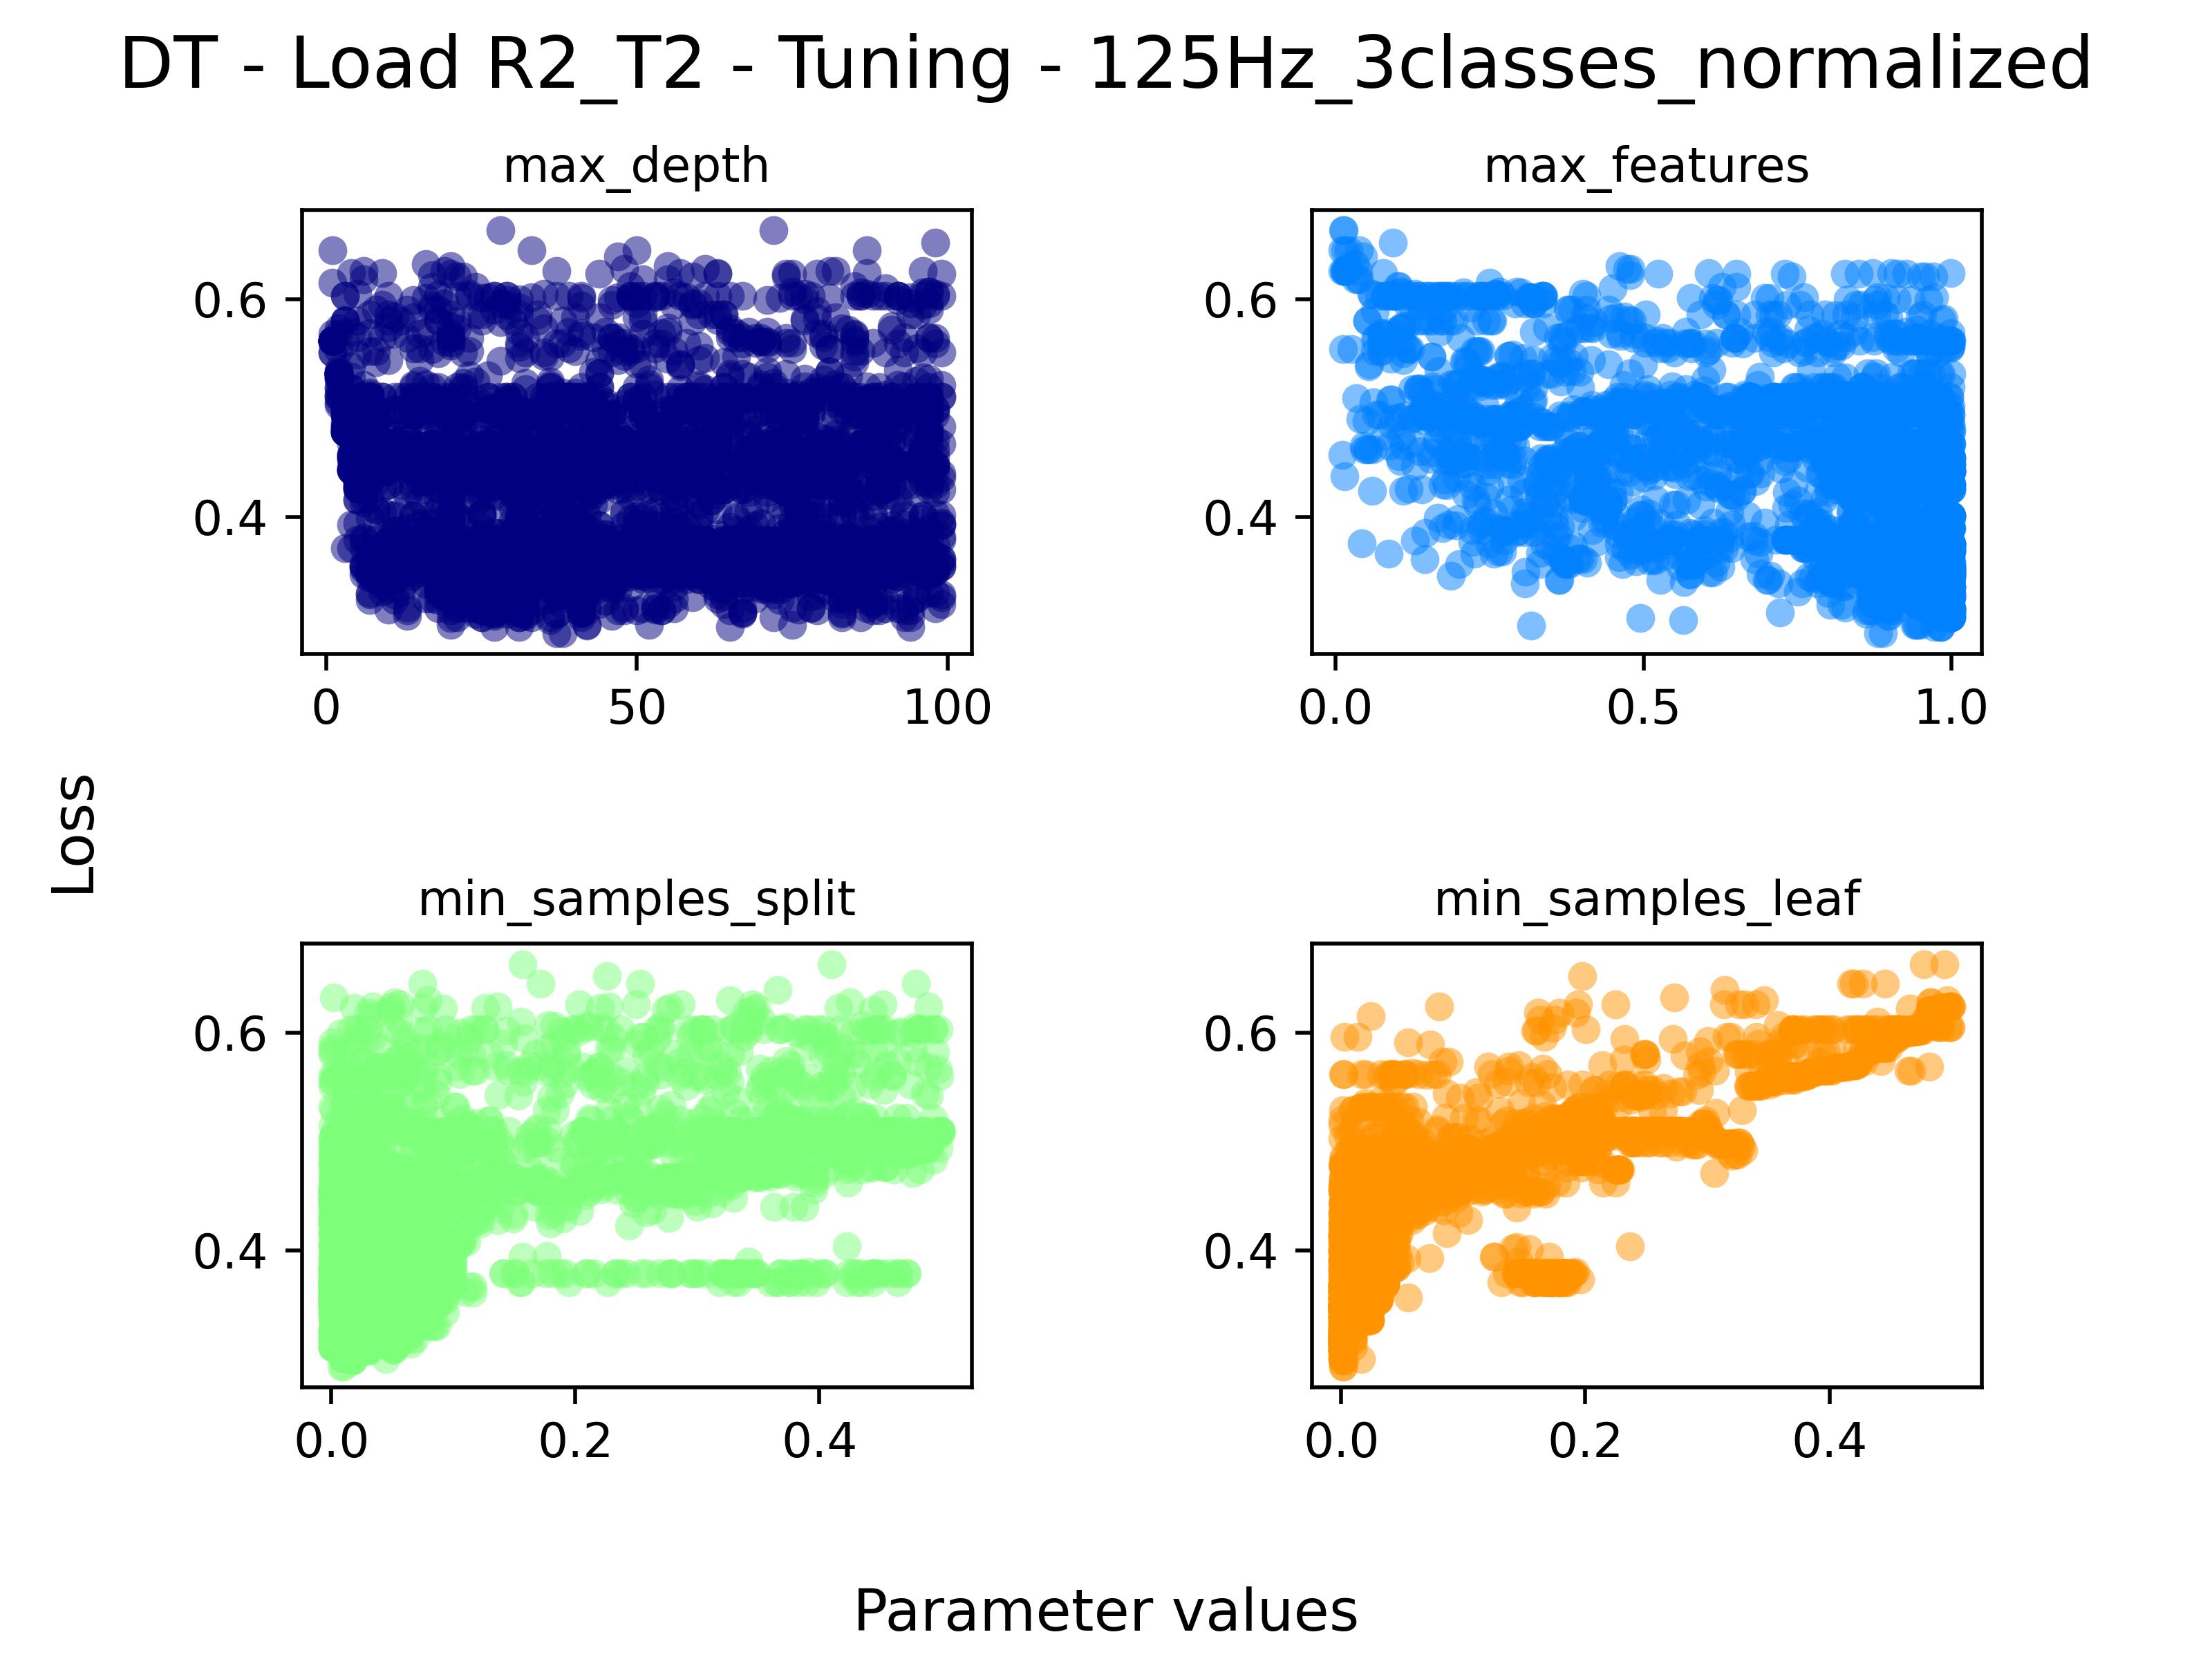 DT - Load R2_T2 - Tuning - 125Hz_3classes_normalized
max_depth
max_features
0.6
0.4
0 50 100
0.6
0.4
0.0 0.5 1.0
Loss
min_samples_split
min_samples_leaf
0.6
0.4
0.0 0.2 0.4
0.6
0.4
0.0 0.2 0.4
Parameter values